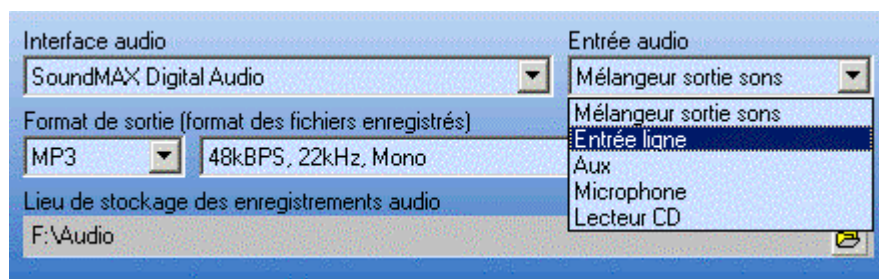 Interface audio
Entrée audio
SoundMAX Digital Audio
Mélangeur sortie sons
Mélangeur sortie sons
Entrée ligne
Aux
Microphone
Lecteur CD
Format de sortie (format des fichiers enregistrés)
MP3
48kBPS, 22kHz, Mono
Lieu de stockage des enregistrements audio
F:\Audio